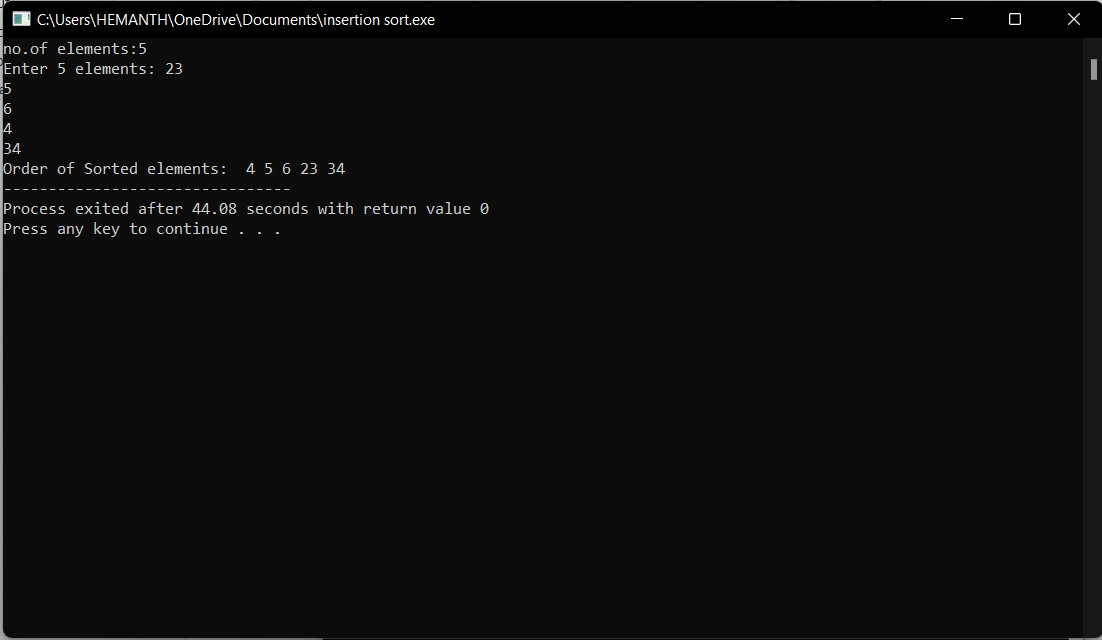 C:\Users\HEMANTH\OneDrive\Documents\insertion sort.exe
no.of elements:5
Enter 5 elements: 23
5
6
4
34
Order of Sorted elements:  4 5 6 23 34
--------------------------------
Process exited after 44.08 seconds with return value 0
Press any key to continue . . .